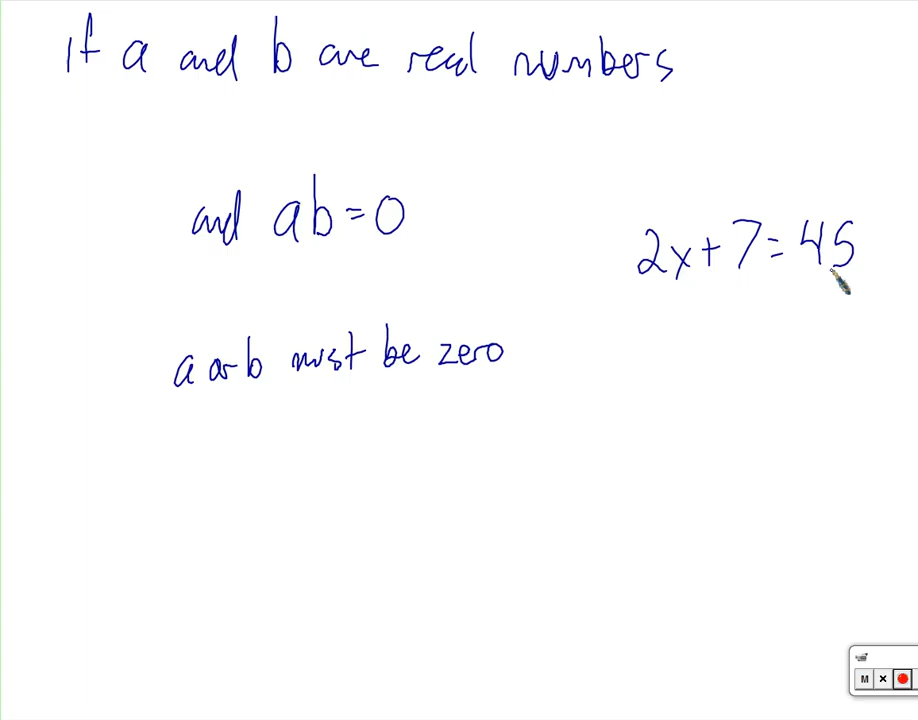 If a and b are real numbers
and ab=0
2x+7=45
a or b must be zero
M X